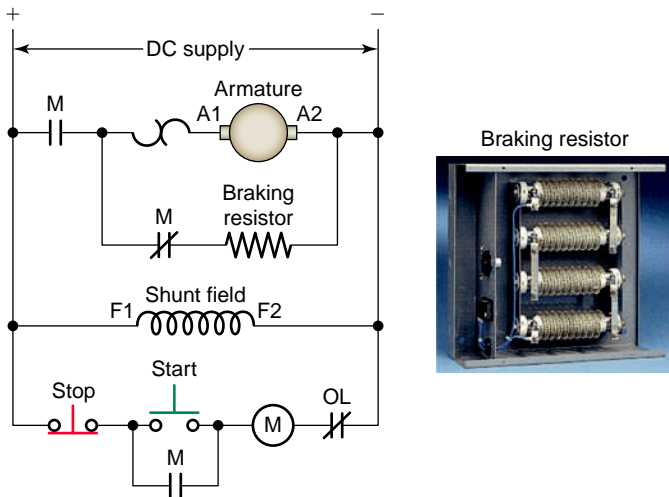 + −
DC supply
Armature
M
A1 A2
Braking resistor
M
Braking
resistor
Shunt field
F1 F2
Start
Stop
OL
M
M